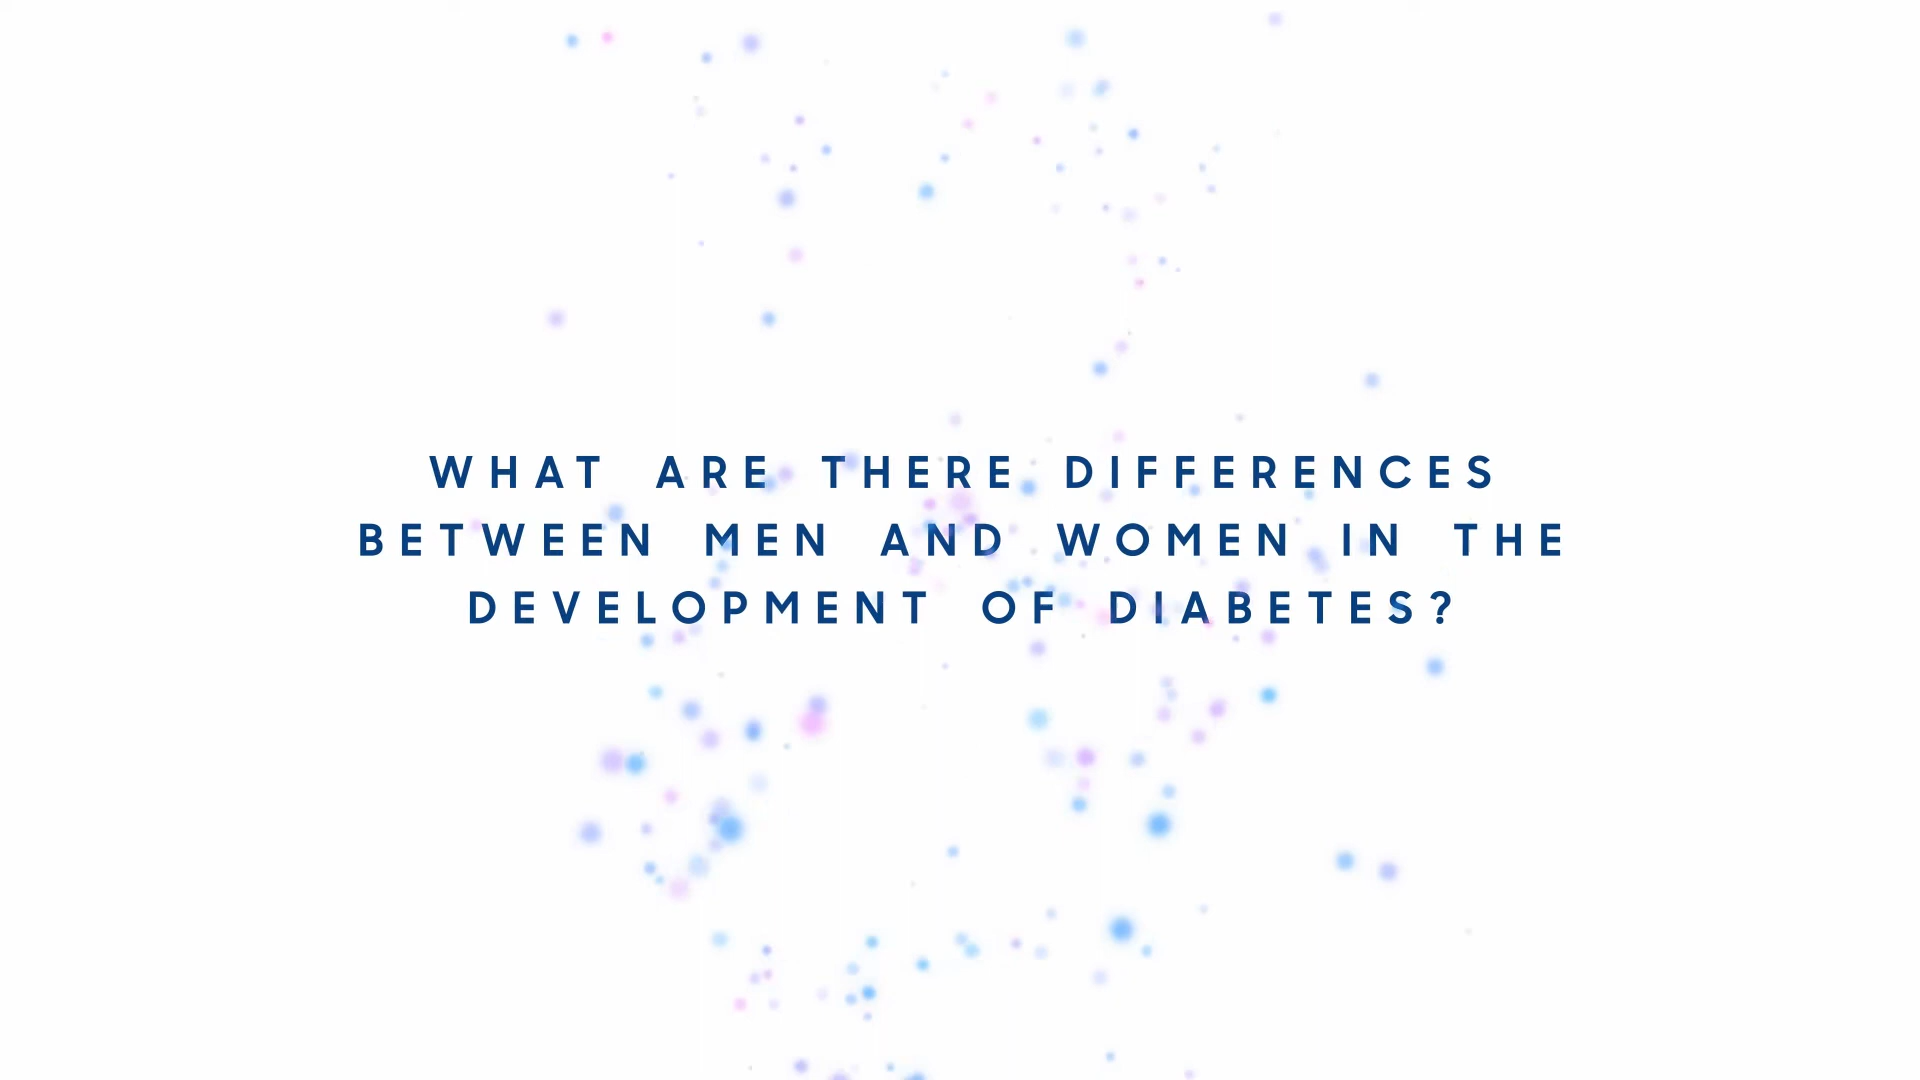 WHAT ARE THERE DIFFERENCES
BETWEEN MEN AND WOMEN IN THE
DEVELOPMENT OF DIABETES?